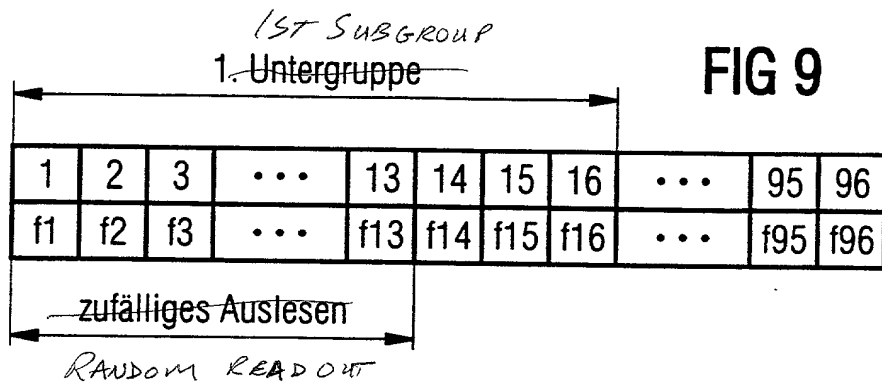 1ST SUBGROUP
1. Untergruppe
FIG 9
1 2 3 ... 13 14 15 16 ... 95 96
f1 f2 f3 ... f13 f14 f15 f16 ... f95 f96
zufälliges Auslesen
RANDOM READOUT